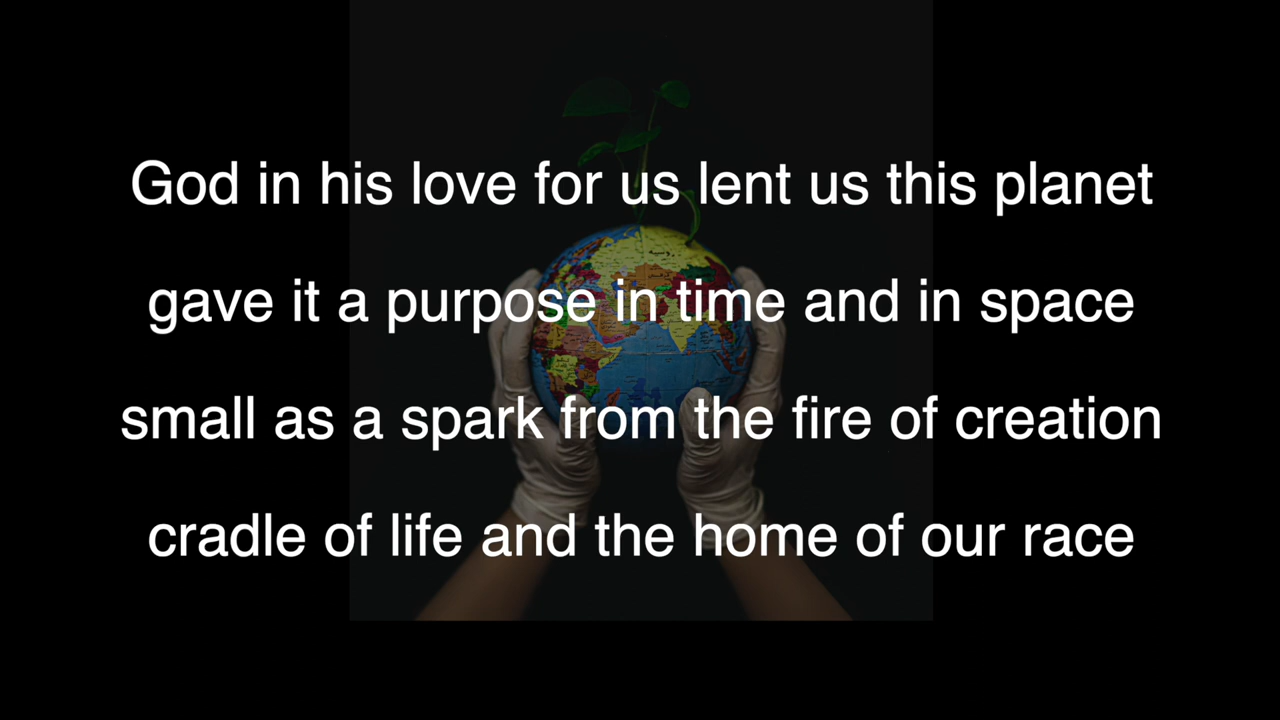 God in his love for us lent us this planet
gave it a purpose in time and in space
small as a spark from the fire of creation
cradle of life and the home of our race